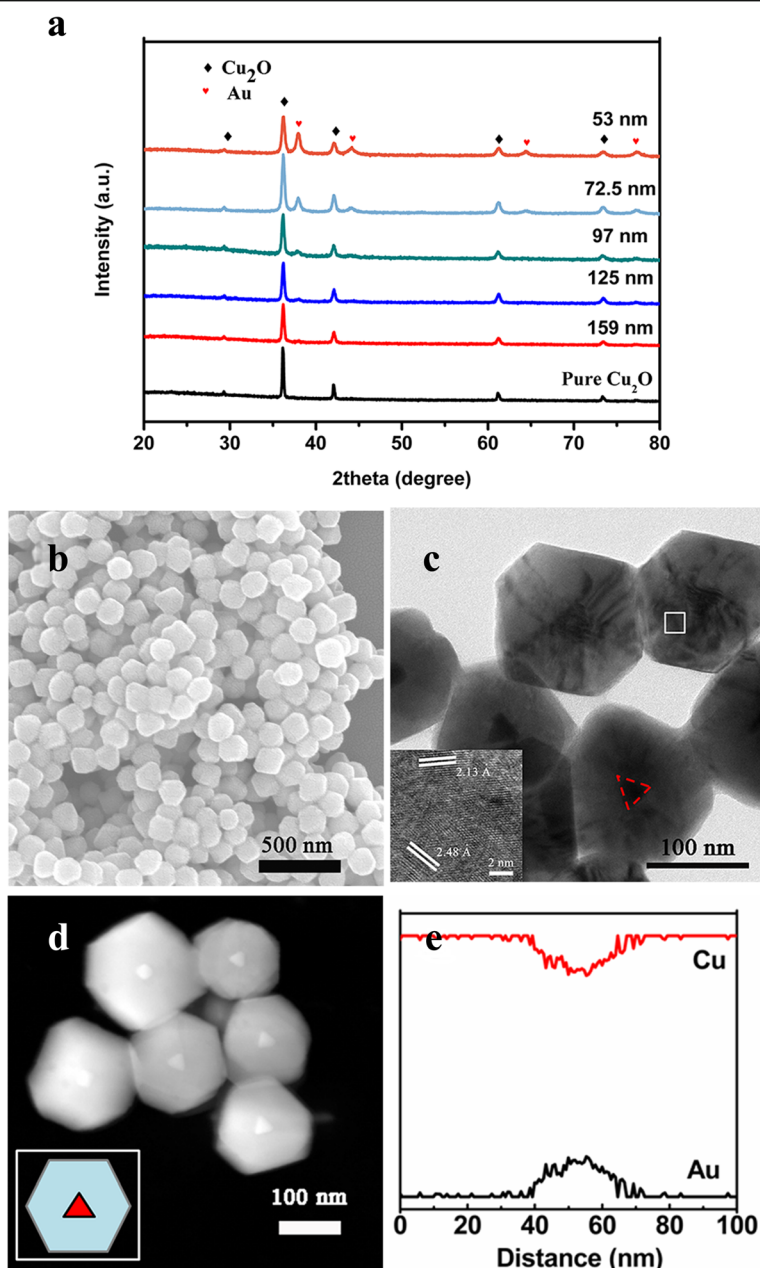 a
♦ Cu2O
♥ Au
53 nm
72.5 nm
97 nm
125 nm
159 nm
Pure Cu2O
Intensity (a.u.)
20 30 40 50 60 70 80
2theta (degree)
b
500 nm
c
2.13 Å
2.48 Å
2 nm
100 nm
d
100 nm
e
Cu
Au
0 20 40 60 80 100
Distance (nm)